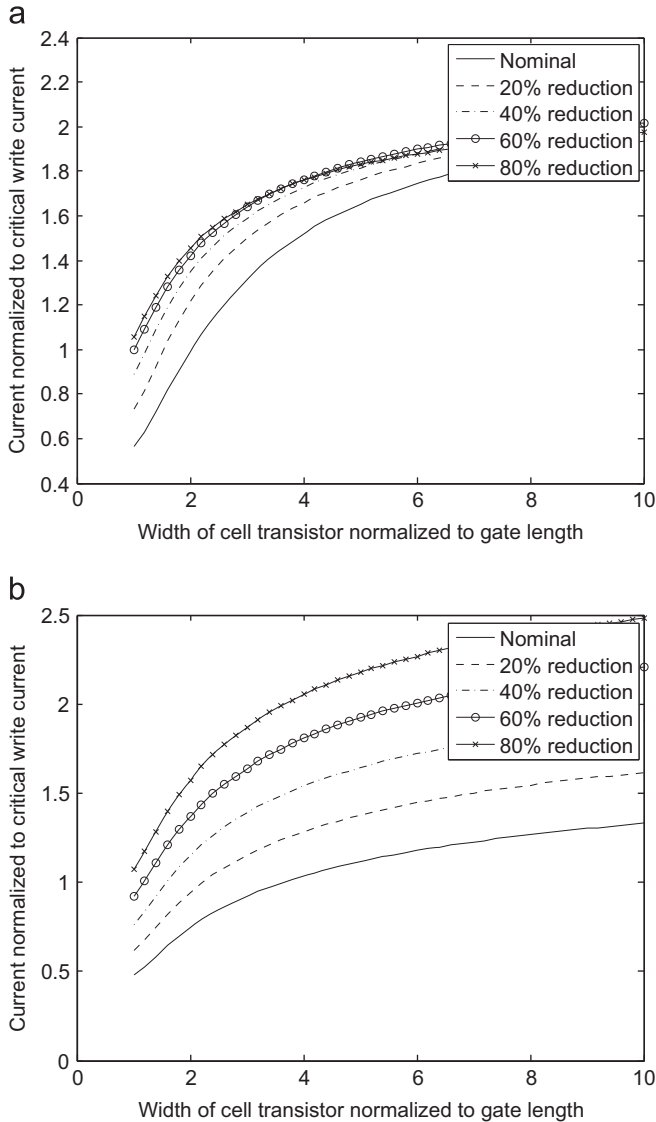 a
Current normalized to critical write current
2.4
2.2
2
1.8
1.6
1.4
1.2
1
0.8
0.6
0.4
0
2
4
6
8
10
Nominal
20% reduction
40% reduction
60% reduction
80% reduction
Width of cell transistor normalized to gate length
b
Current normalized to critical write current
2.5
2
1.5
1
0.5
0
0
2
4
6
8
10
Nominal
20% reduction
40% reduction
60% reduction
80% reduction
Width of cell transistor normalized to gate length